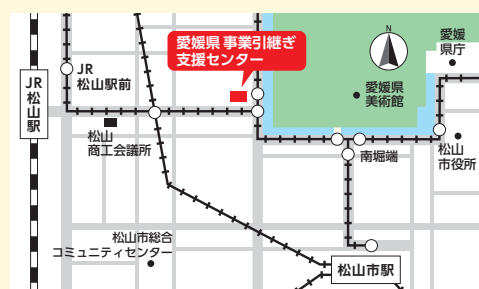 愛媛県 事業引継ぎ
支援センター
N
愛媛
県庁
JR
松山駅前
JR
松山駅
愛媛県
美術館
松山
商工会議所
南堀端
松山
市役所
松山市総合
コミュニティセンター
松山市駅